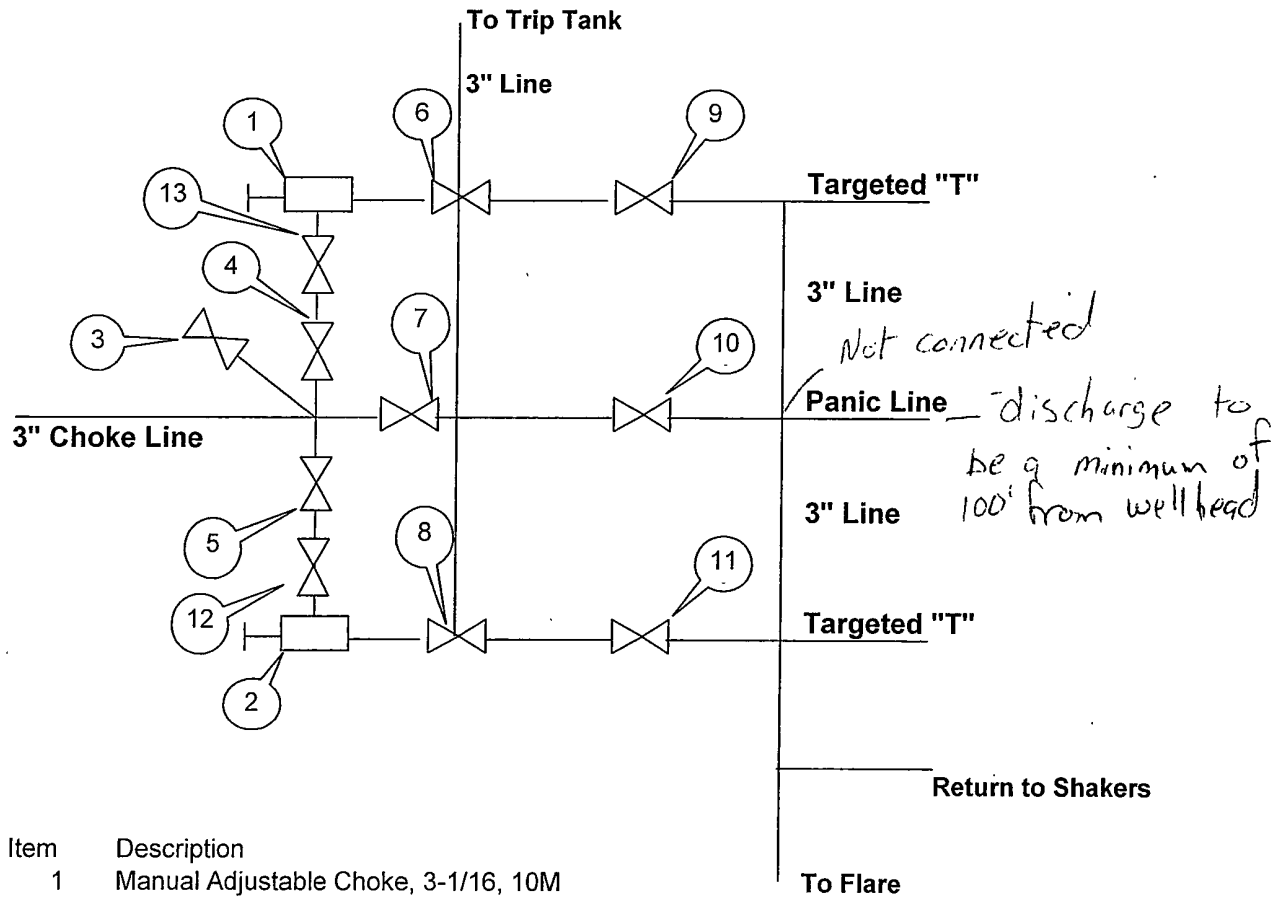 To Trip Tank
3" Line
1
6
9
13
Targeted "T"
4
3" Line
3
7
10
Not connected
Panic Line
- discharge to
be a minimum of
100' from wellhead
3" Choke Line
3" Line
5
8
11
12
Targeted "T"
2
Return to Shakers
Item Description
1 Manual Adjustable Choke, 3-1/16, 10M
To Flare